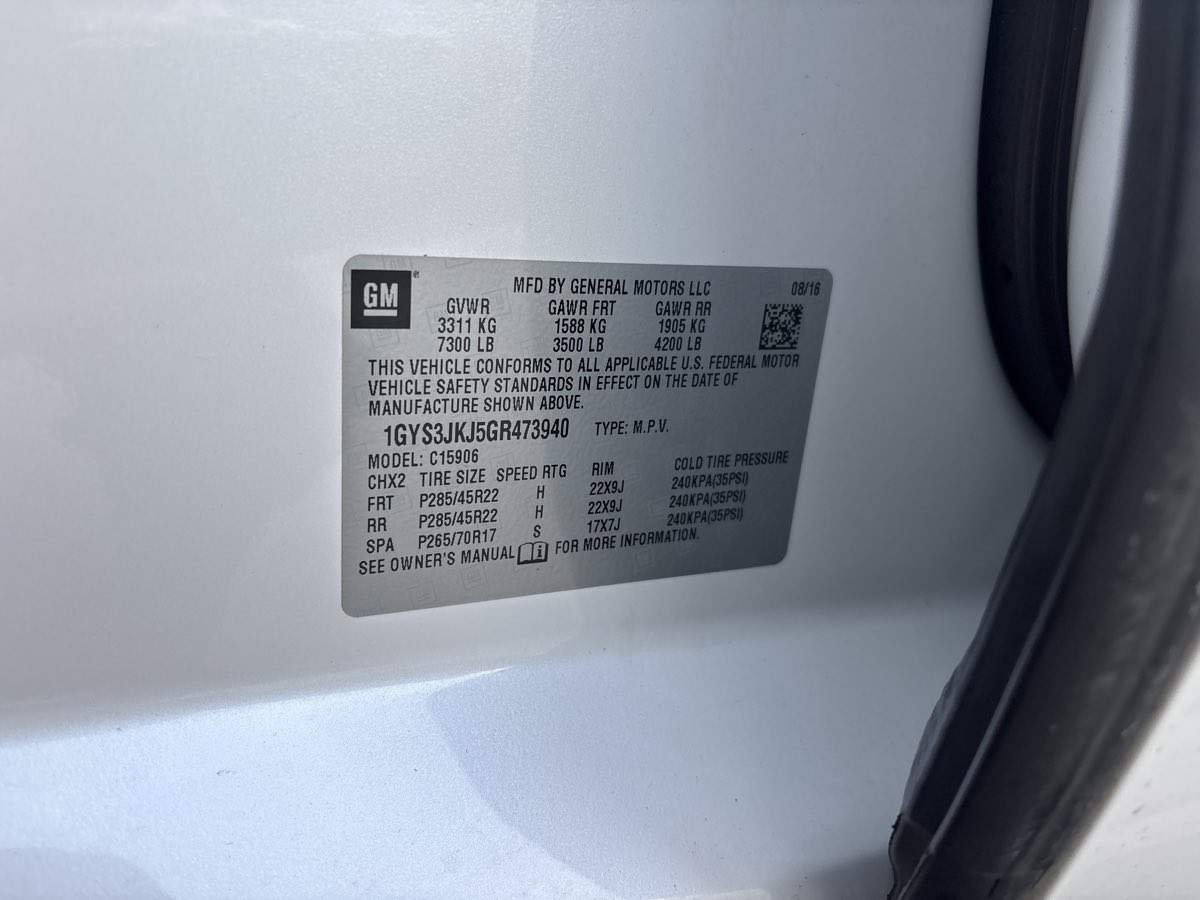 GM ®
MFD BY GENERAL MOTORS LLC 08/16
GVWR GAWR FRT GAWR RR
3311 KG 1588 KG 1905 KG
7300 LB 3500 LB 4200 LB
THIS VEHICLE CONFORMS TO ALL APPLICABLE U.S. FEDERAL MOTOR
VEHICLE SAFETY STANDARDS IN EFFECT ON THE DATE OF
MANUFACTURE SHOWN ABOVE.
1GYS3JKJ5GR473940 TYPE: M.P.V.
MODEL: C15906
CHX2 TIRE SIZE SPEED RTG RIM COLD TIRE PRESSURE
FRT P285/45R22 H 22X9J 240KPA(35PSI)
RR P285/45R22 H 22X9J 240KPA(35PSI)
SPA P265/70R17 S 17X7J 240KPA(35PSI)
SEE OWNER'S MANUAL FOR MORE INFORMATION.